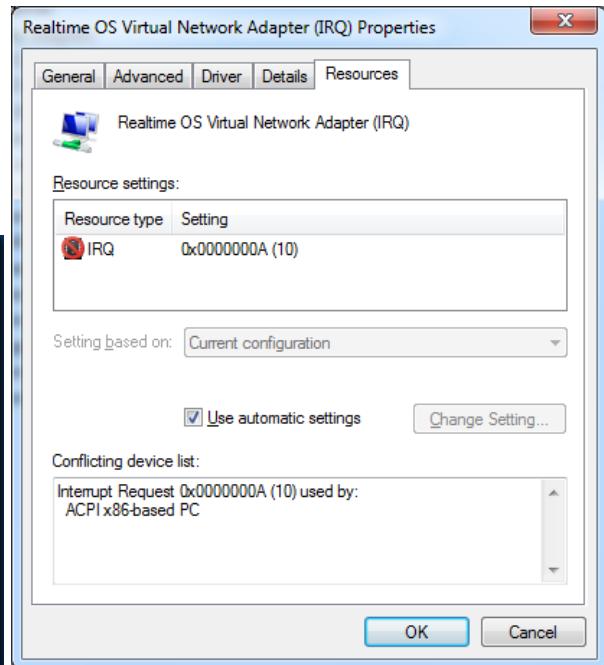 Realtime OS Virtual Network Adapter (IRQ) Properties
General Advanced Driver Details Resources
Realtime OS Virtual Network Adapter (IRQ)
Resource settings:
Resource type Setting
IRQ 0x0000000A (10)
Setting based on: Current configuration
Use automatic settings Change Setting...
Conflicting device list:
Interrupt Request 0x0000000A (10) used by:
ACPI x86-based PC
OK Cancel